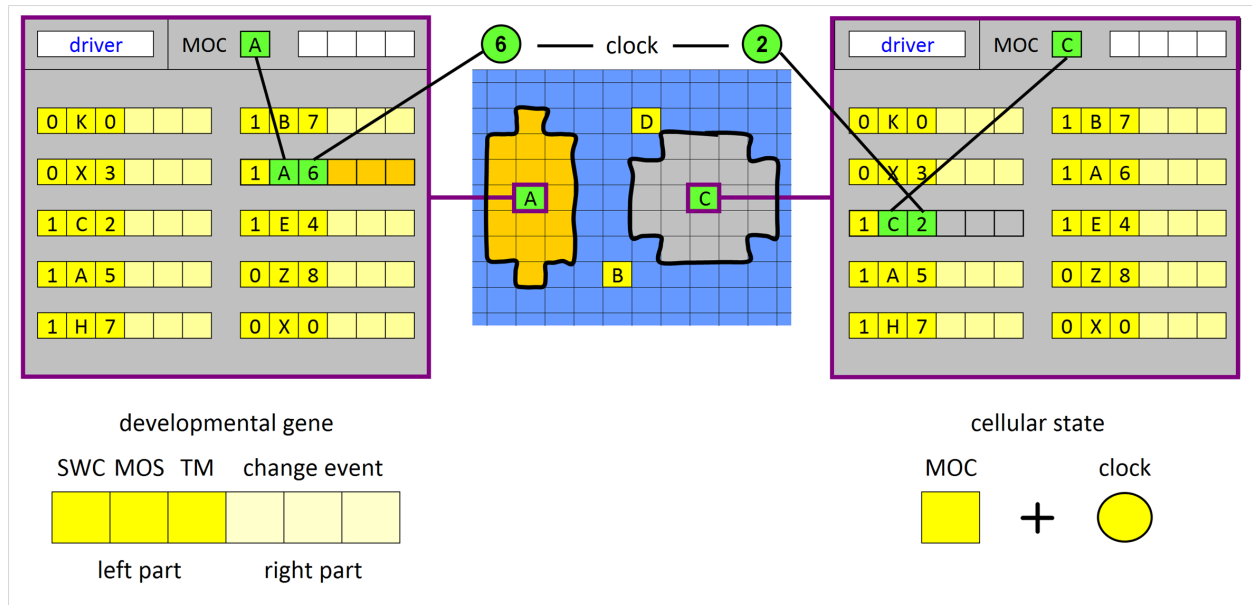 driver MOC A
6 clock 2
driver MOC C
0 K 0 1 B 7
0 X 3 1 A 6
1 C 2 1 E 4
1 A 5 0 Z 8
1 H 7 0 X 0
D
A C
B
0 K 0 1 B 7
0 X 3 1 A 6
1 C 2 1 E 4
1 A 5 0 Z 8
1 H 7 0 X 0
developmental gene
SWC MOS TM change event
left part right part
cellular state
MOC clock
+